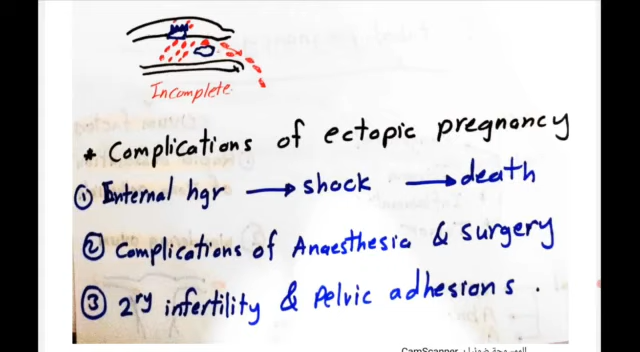 Incomplete.
* Complications of ectopic pregnancy
① Internal hgr → shock → death
② Complications of Anaesthesia & surgery
③ 2ry infertility & Pelvic adhesions.
CamScanner